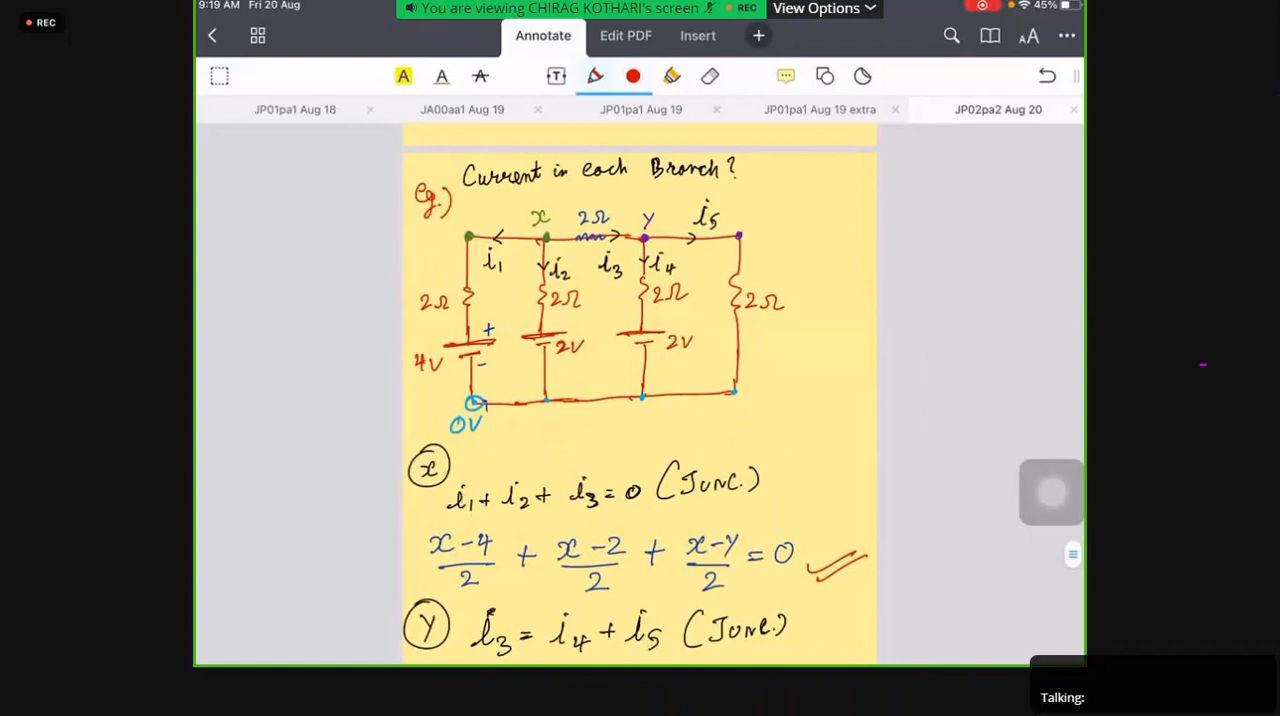 9:19 AM Fri 20 Aug
You are viewing CHIRAG KOTHARI's screen
REC
View Options
45%
REC
Annotate
Edit PDF
Insert
+
AA
A A A
T
JP01pa1 Aug 18 ×
JA00aa1 Aug 19 ×
JP01pa1 Aug 19 ×
JP01pa1 Aug 19 extra ×
JP02pa2 Aug 20 ×
Current in each Branch?
eg.)
x 2Ω y i₅
i₁ i₂ i₃ i₄
2Ω 2Ω 2Ω 2Ω
+
4V 2V 2V
-
0V
x
i₁ + i₂ + i₃ = 0 (Junc.)
x-4/2 + x-2/2 + x-y/2 = 0
y i₃ = i₄ + i₅ (Junc.)
Talking: